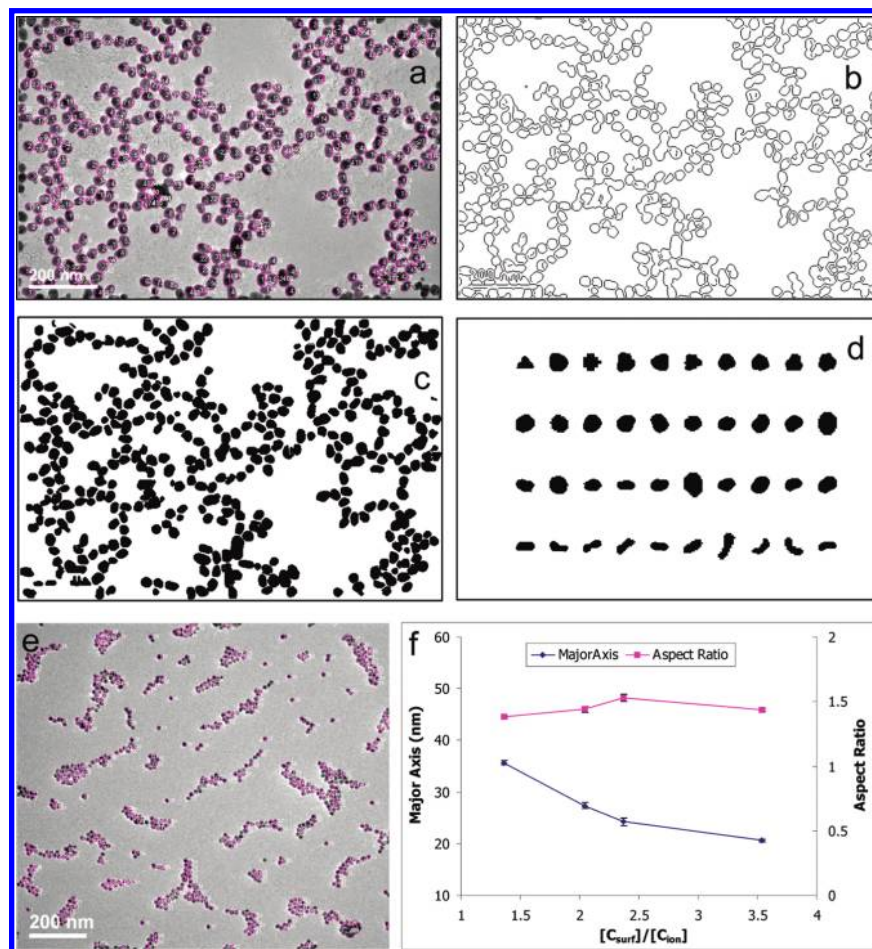 a
200 nm
b
200 nm
c
d
e
200 nm
f
MajorAxis
Aspect Ratio
Major Axis (nm)
60
50
40
30
20
10
2
1.5
1
0.5
0
Aspect Ratio
1
1.5
2
2.5
3
3.5
4
[Csurf]/[Cion]